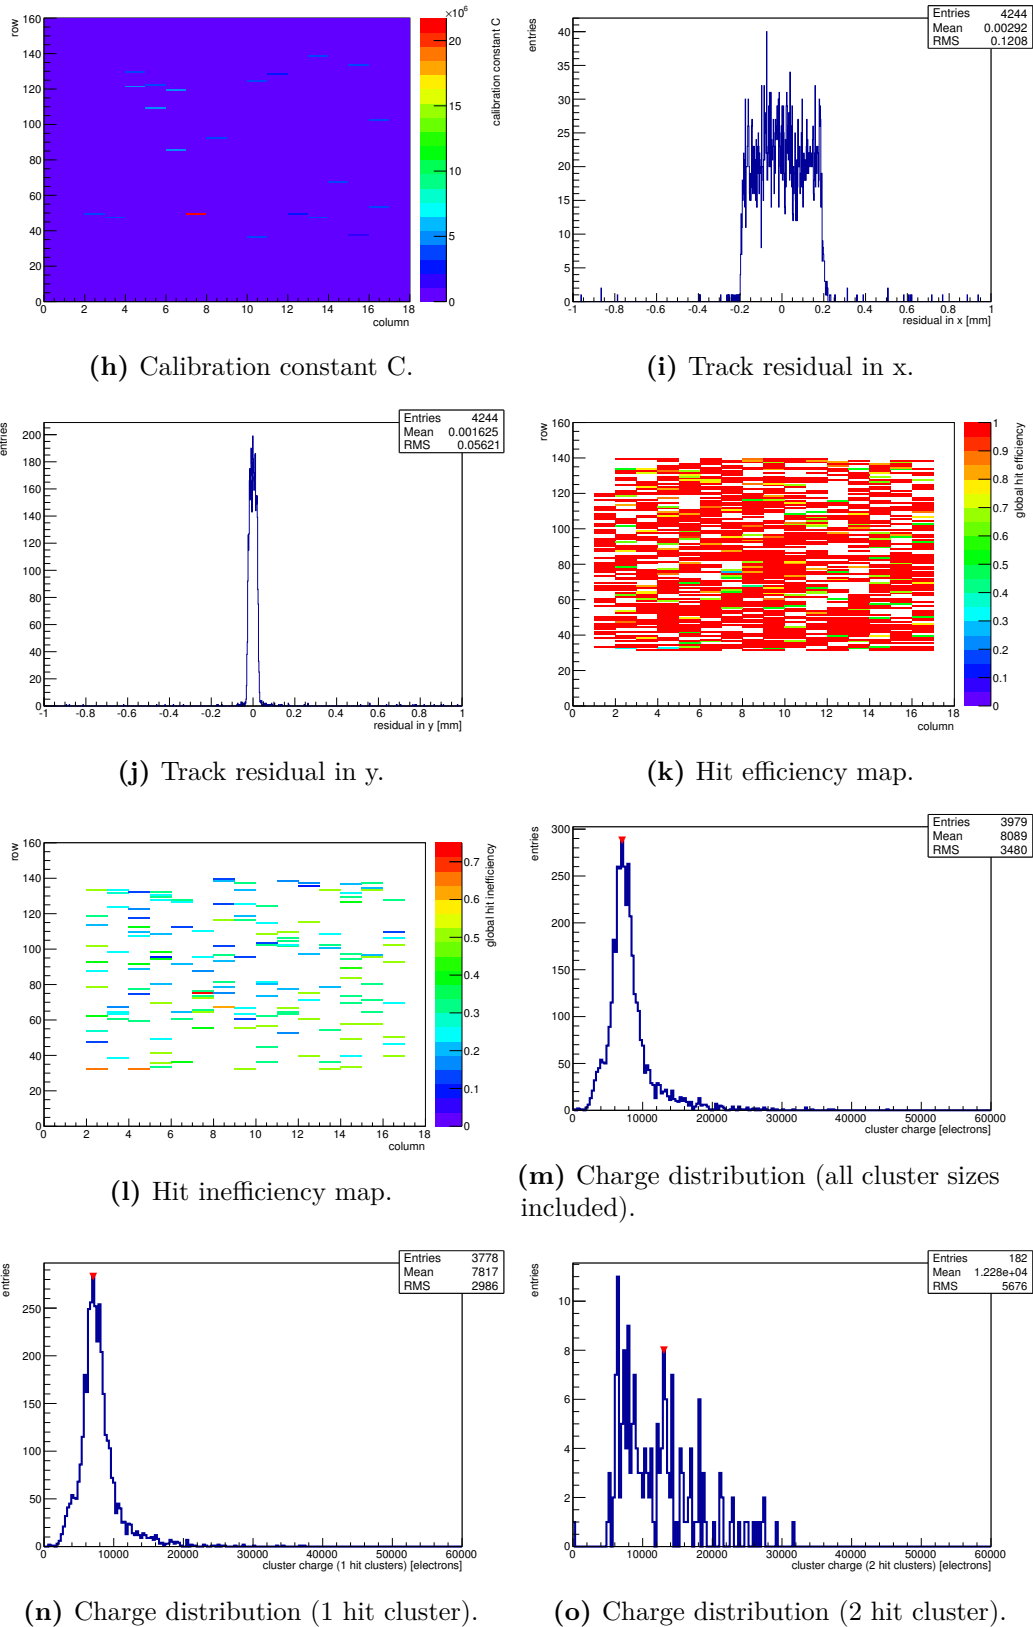 160 row 140 120 100 80 60 40 20 0
0 2 4 6 8 10 12 14 16 18
column
×10⁶
20 15 10 5 0
calibration constant C
(h) Calibration constant C.
entries
40 35 30 25 20 15 10 5 0
Entries 4244
Mean 0.00292
RMS 0.1208
-1 -0.8 -0.6 -0.4 -0.2 0 0.2 0.4 0.6 0.8 1
residual in x [mm]
(i) Track residual in x.
entries
200 180 160 140 120 100 80 60 40 20 0
Entries 4244
Mean 0.001625
RMS 0.05621
-1 -0.8 -0.6 -0.4 -0.2 0 0.2 0.4 0.6 0.8 1
residual in y [mm]
(j) Track residual in y.
160 row 140 120 100 80 60 40 20 0
0 2 4 6 8 10 12 14 16 18
column
1 0.9 0.8 0.7 0.6 0.5 0.4 0.3 0.2 0.1 0
global hit efficiency
(k) Hit efficiency map.
160 row 140 120 100 80 60 40 20 0
0 2 4 6 8 10 12 14 16 18
column
0.7 0.6 0.5 0.4 0.3 0.2 0.1 0
global hit inefficiency
(l) Hit inefficiency map.
entries
300 250 200 150 100 50 0
Entries 3979
Mean 8089
RMS 3480
0 10000 20000 30000 40000 50000 60000
cluster charge [electrons]
(m) Charge distribution (all cluster sizes
included).
entries
250 200 150 100 50 0
Entries 3778
Mean 7817
RMS 2986
0 10000 20000 30000 40000 50000 60000
cluster charge (1 hit clusters) [electrons]
(n) Charge distribution (1 hit cluster).
entries
10 8 6 4 2 0
Entries 182
Mean 1.228e+04
RMS 5676
0 10000 20000 30000 40000 50000 60000
cluster charge (2 hit clusters) [electrons]
(o) Charge distribution (2 hit cluster).